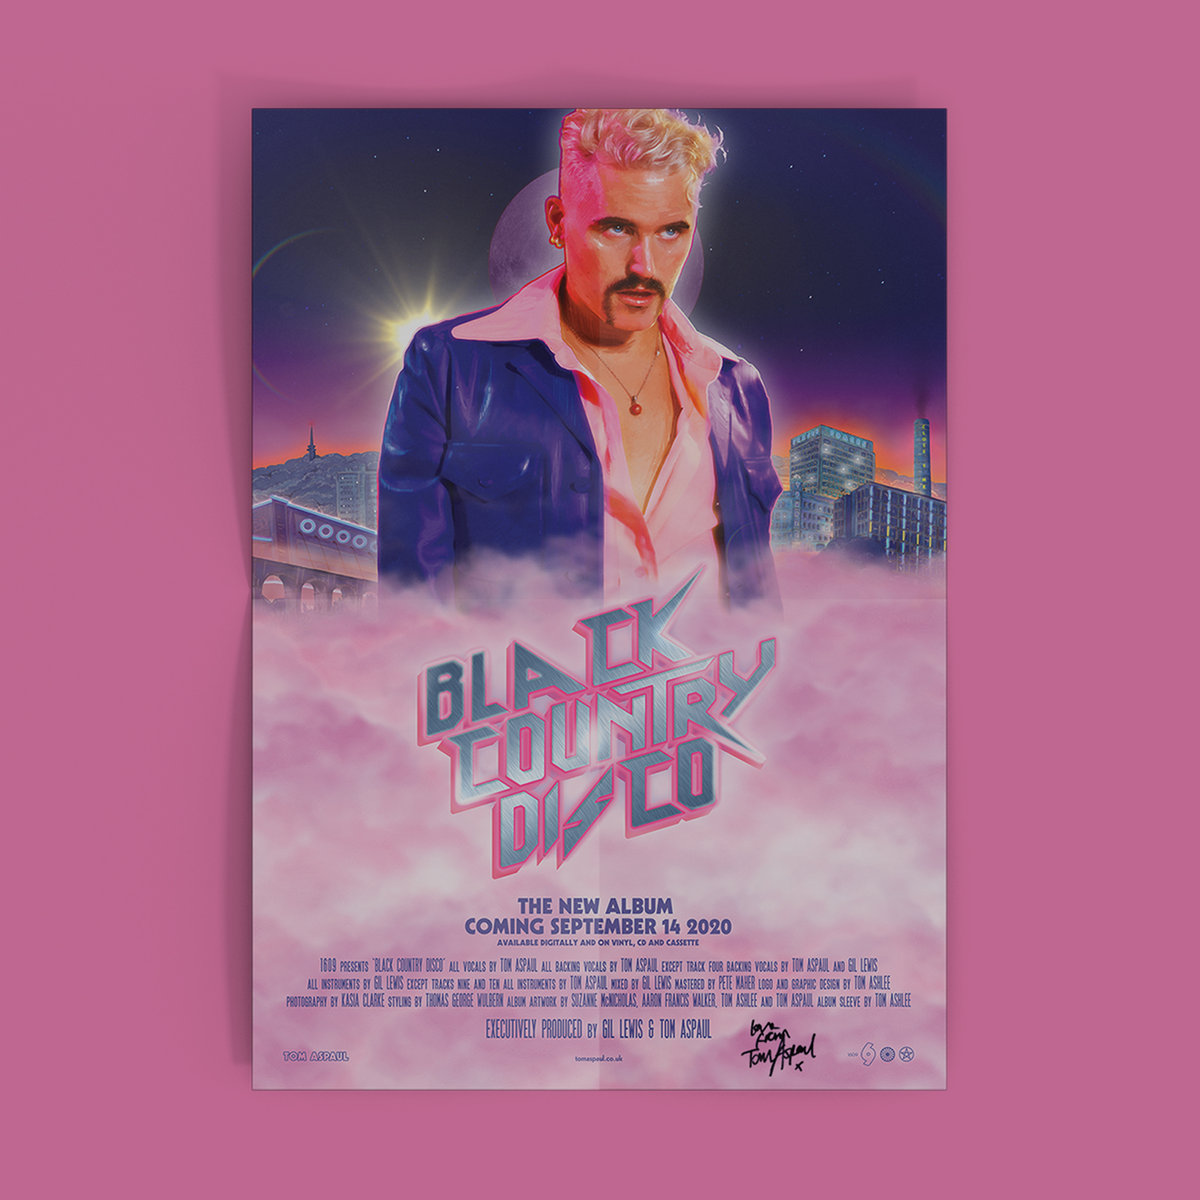 BLACK
COUNTRY
DISCO
THE NEW ALBUM
COMING SEPTEMBER 14 2020
AVAILABLE DIGITALLY AND ON VINYL, CD AND CASSETTE
1609 PRESENTS 'BLACK COUNTRY DISCO' ALL VOCALS BY TOM ASPAUL ALL BACKING VOCALS BY TOM ASPAUL EXCEPT TRACK FOUR BACKING VOCALS BY TOM ASPAUL AND GIL LEWIS
ALL INSTRUMENTS BY GIL LEWIS EXCEPT TRACKS NINE AND TEN ALL INSTRUMENTS BY TOM ASPAUL MIXED BY GIL LEWIS MASTERED BY PETE MAHER LOGO AND GRAPHIC DESIGN BY TOM ASHLEE
PHOTOGRAPHY BY KASIA CLARKE STYLING BY THOMAS GEORGE WULBERN ALBUM ARTWORK BY SUZANNE McNICHOLAS, AARON FRANCIS WALKER, TOM ASHLEE AND TOM ASPAUL ALBUM SLEEVE BY TOM ASHLEE
EXECUTIVELY PRODUCED BY GIL LEWIS & TOM ASPAUL
love
from
Tom Aspaul
x
TOM ASPAUL
tomaspaul.co.uk
1609